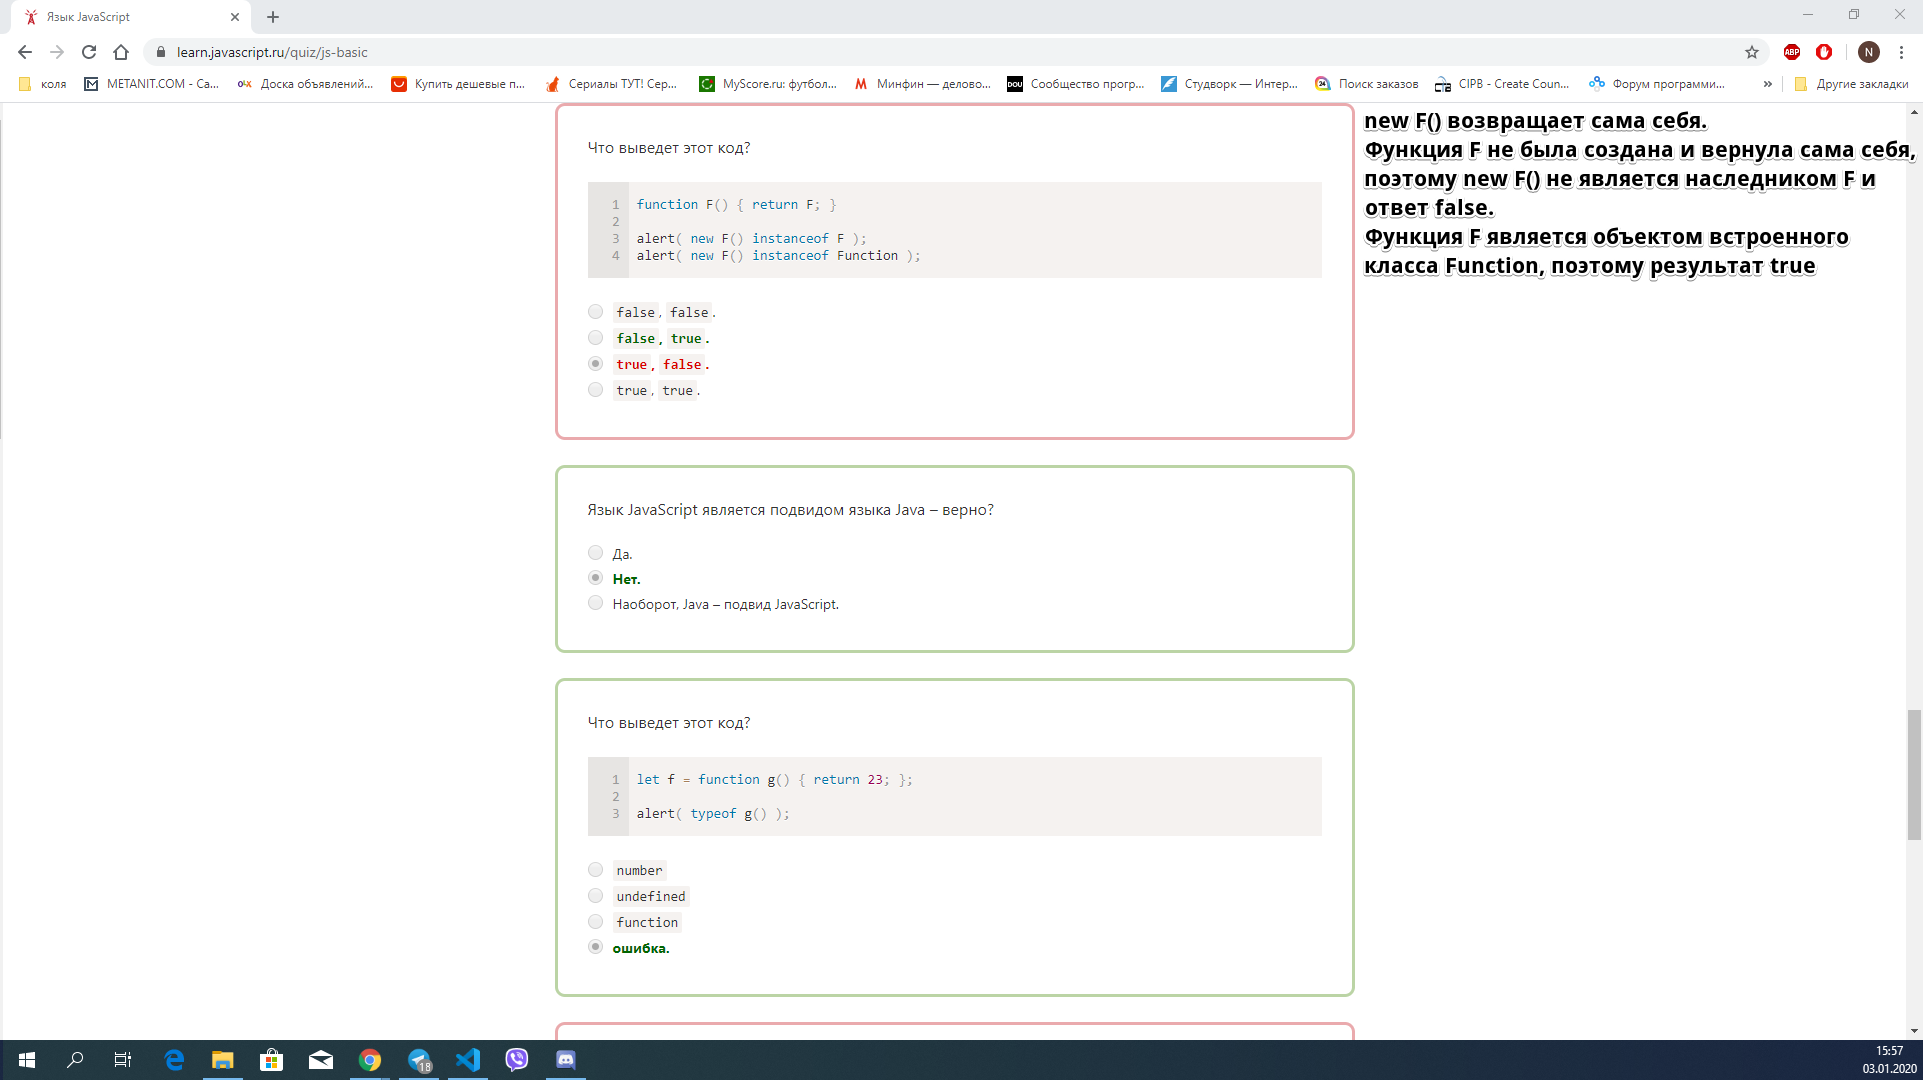 Язык JavaScript
learn.javascript.ru/quiz/js-basic
ABP
N
коля
METANIT.COM - Са...
olx Доска объявлений...
Купить дешевые п...
Сериалы ТУТ! Сер...
MyScore.ru: футбол...
M Минфин — делово...
DOU Сообщество прогр...
Студворк — Интер...
24 Поиск заказов
CIPB - Create Coun...
Форум программи...
»
Другие закладки
Что выведет этот код?
1 function F() { return F; }
2
3 alert( new F() instanceof F );
4 alert( new F() instanceof Function );
false, false.
false, true.
true, false.
true, true.
new F() возвращает сама себя.
Функция F не была создана и вернула сама себя,
поэтому new F() не является наследником F и
ответ false.
Функция F является объектом встроенного
класса Function, поэтому результат true
Язык JavaScript является подвидом языка Java – верно?
Да.
Нет.
Наоборот, Java – подвид JavaScript.
Что выведет этот код?
1 let f = function g() { return 23; };
2
3 alert( typeof g() );
number
undefined
function
ошибка.
18
15:57
03.01.2020